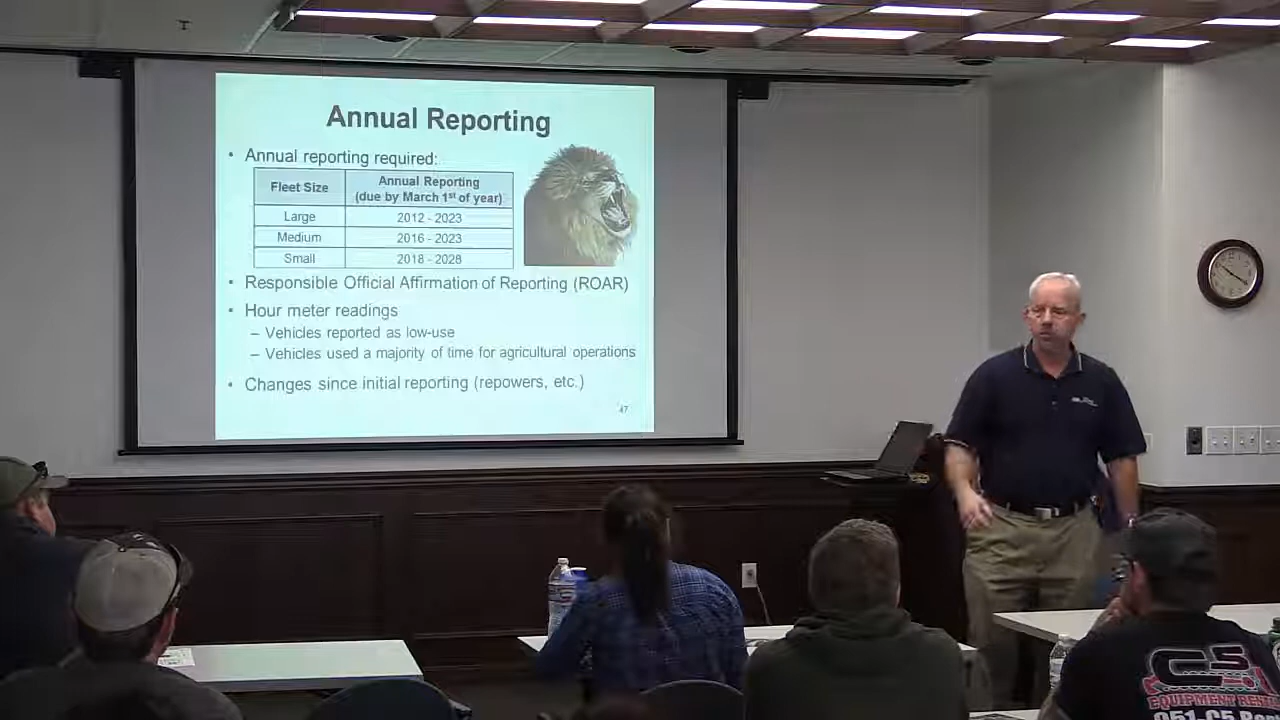 Annual Reporting
• Annual reporting required:
Fleet Size
Annual Reporting
(due by March 1st of year)
Large 2012 - 2023
Medium 2016 - 2023
Small 2018 - 2028
• Responsible Official Affirmation of Reporting (ROAR)
• Hour meter readings
– Vehicles reported as low-use
– Vehicles used a majority of time for agricultural operations
• Changes since initial reporting (repowers, etc.)
47
C5
EQUIPMENT